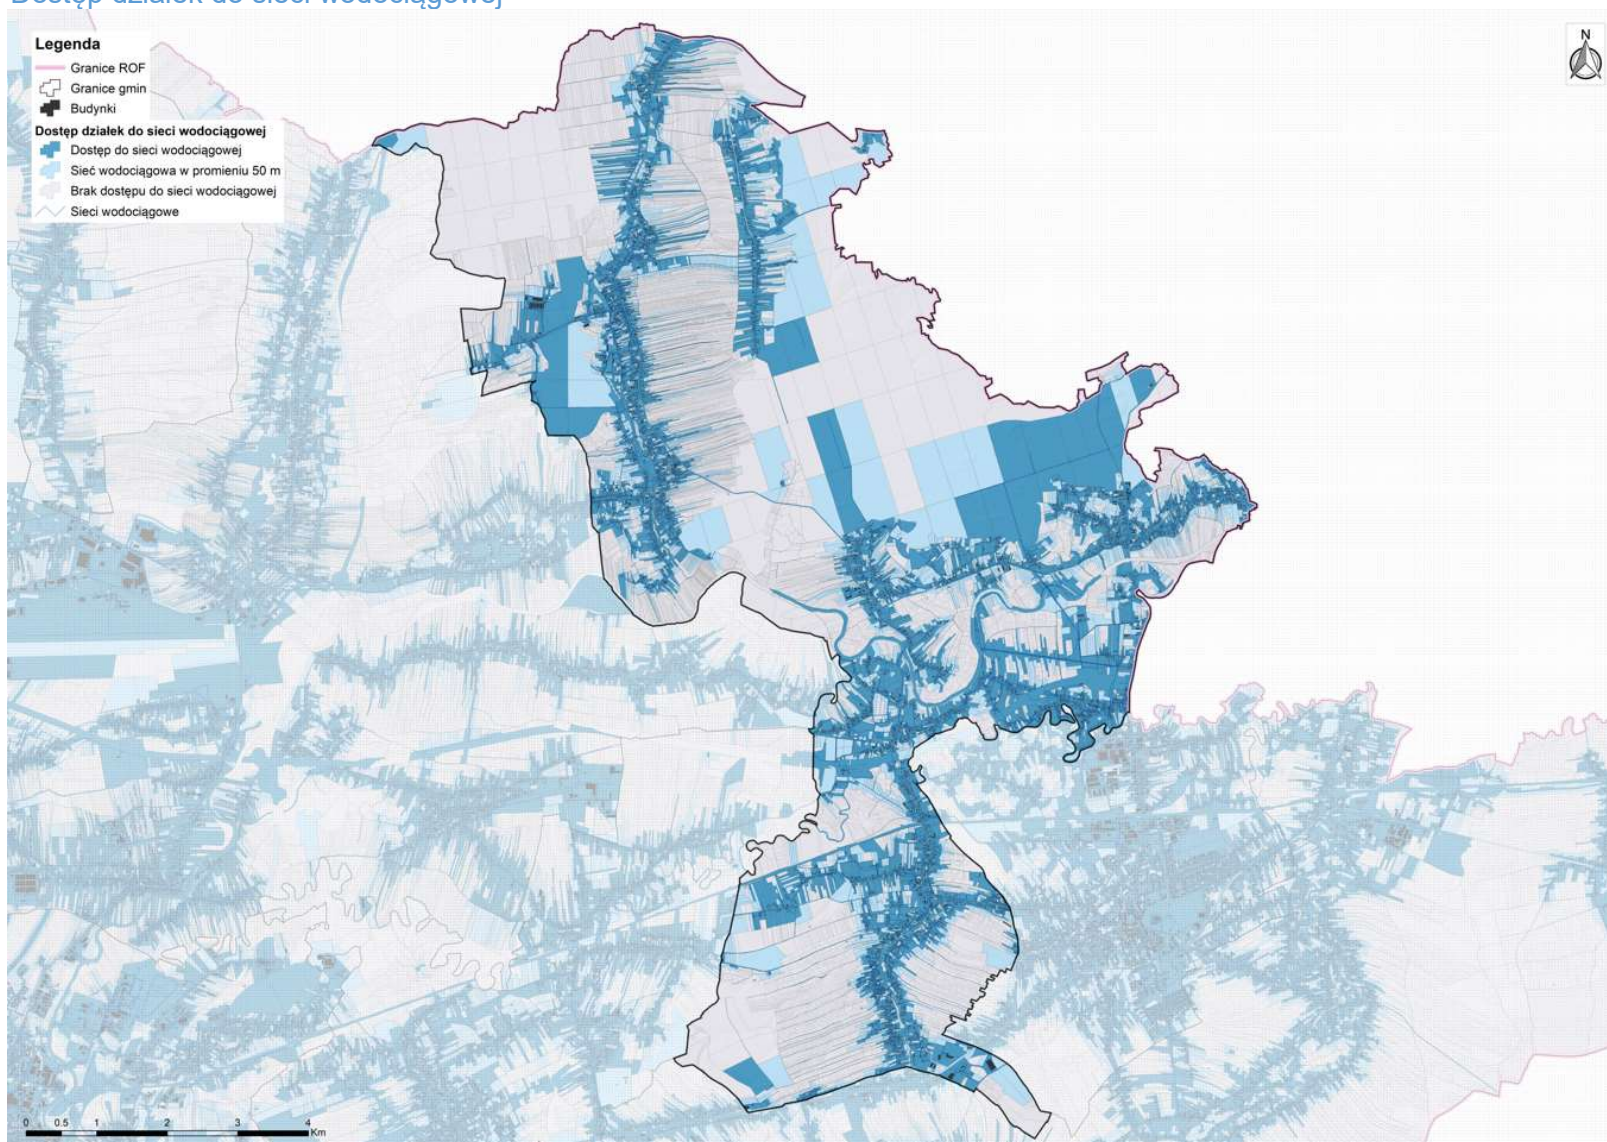 Dostęp działek do sieci wodociągowej
Legenda
Granice ROF
Granice gmin
Budynki
Dostęp działek do sieci wodociągowej
Dostęp do sieci wodociągowej
Sieć wodociągowa w promieniu 50 m
Brak dostępu do sieci wodociągowej
Sieci wodociągowe
N
0 0.5 1 2 3 4
Km